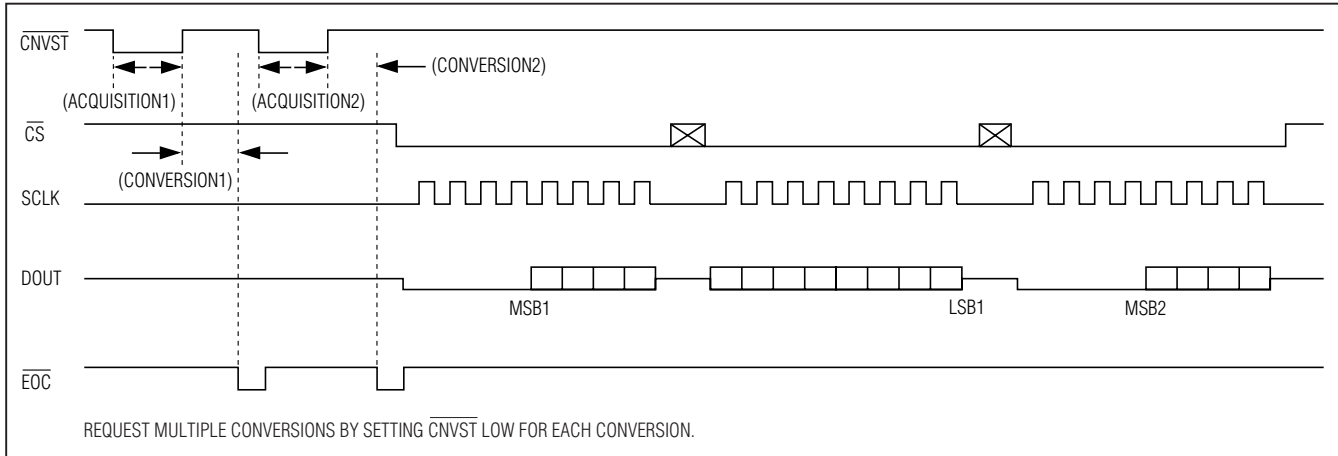 CNVST
(CONVERSION2)
(ACQUISITION1)
(ACQUISITION2)
CS
(CONVERSION1)
SCLK
DOUT
MSB1
LSB1
MSB2
EOC
REQUEST MULTIPLE CONVERSIONS BY SETTING CNVST LOW FOR EACH CONVERSION.